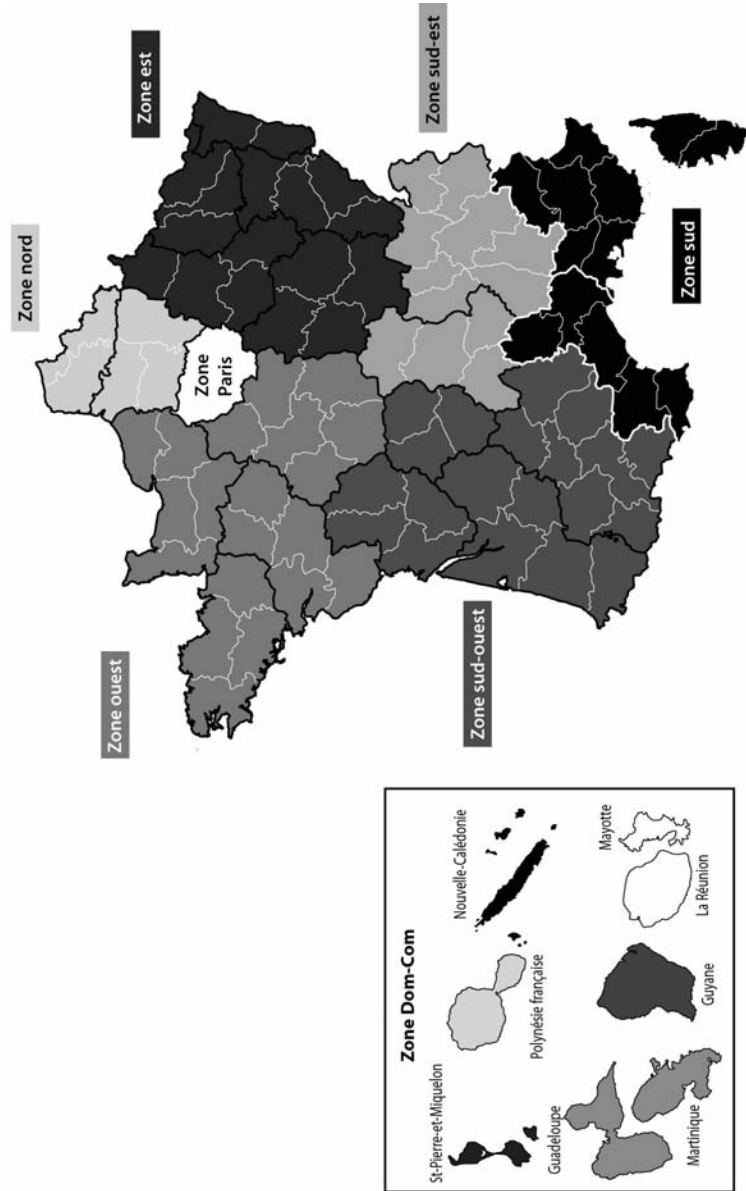 Zone nord
Zone est
Zone ouest
Zone
Paris
Zone sud-est
Zone sud-ouest
Zone sud
Zone Dom-Com
St-Pierre-et-Miquelon
Polynésie française
Nouvelle-Calédonie
Guadeloupe
Martinique
Guyane
La Réunion
Mayotte